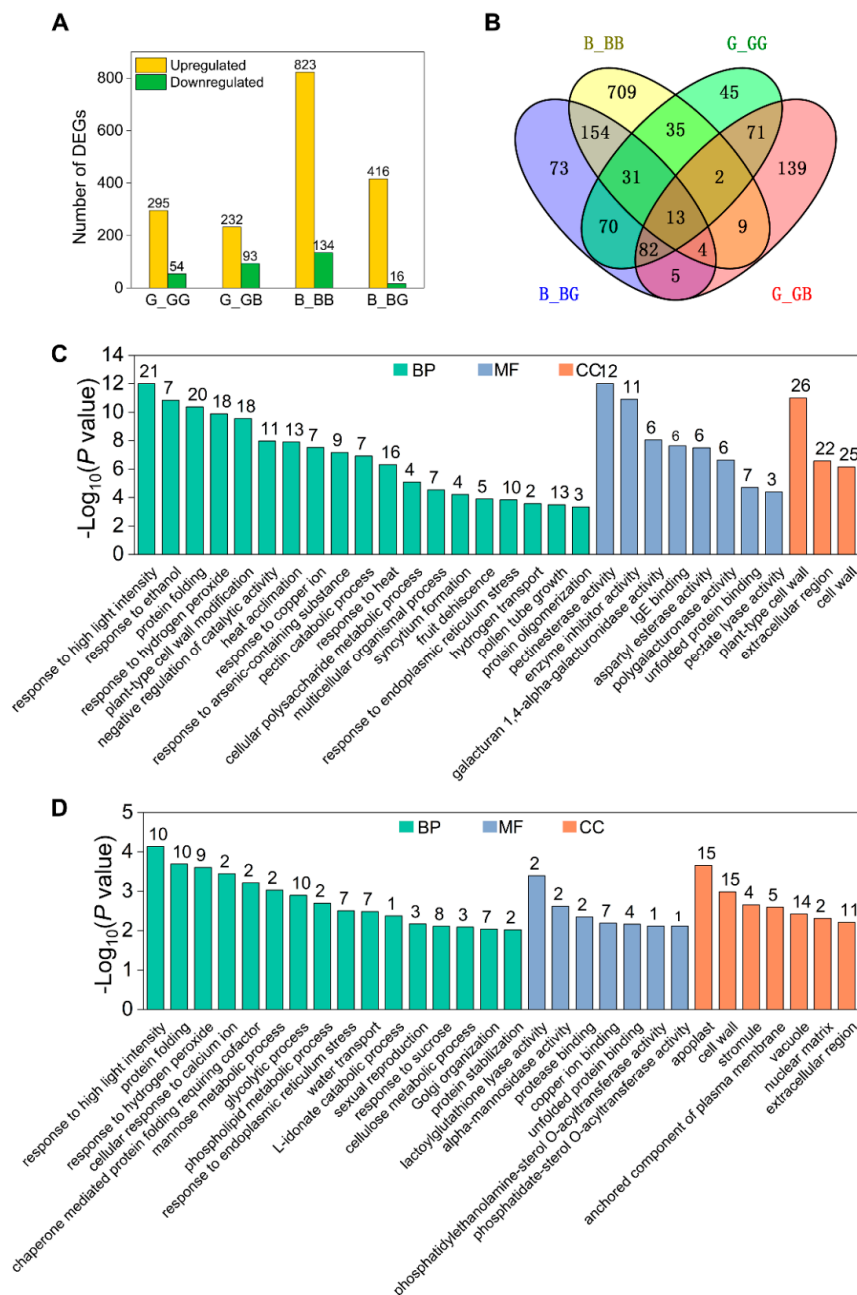 A
Upregulated
Downregulated
Number of DEGs
800
600
400
200
0
295
54
232
93
823
134
416
16
G_GG
G_GB
B_BB
B_BG
B
B_BB
G_GG
709
45
154
35
71
73
31
2
139
13
70
9
82
4
5
B_BG
G_GB
C
BP
MF
CC
-Log10(P value)
14
12
10
8
6
4
2
0
21
7
20
18
18
11
13
7
9
7
16
4
7
4
5
10
2
13
3
12
11
6
6
6
6
7
3
26
22
25
response to high light intensity
response to ethanol
protein folding
response to hydrogen peroxide
plant-type cell wall modification
negative regulation of catalytic activity
heat acclimation
response to copper ion
response to arsenic-containing substance
pectin catabolic process
response to heat
cellular polysaccharide metabolic process
multicellular organismal process
syncytium formation
fruit dehiscence
response to endoplasmic reticulum stress
hydrogen transport
pollen tube growth
protein oligomerization
pectinesterase activity
enzyme inhibitor activity
galacturan 1,4-alpha-galacturonidase activity
IgE binding
aspartyl esterase activity
polygalacturonase activity
unfolded protein binding
pectate lyase activity
plant-type cell wall
extracellular region
cell wall
D
BP
MF
CC
-Log10(P value)
5
4
3
2
1
0
10
10
9
2
2
2
10
2
7
7
1
3
8
3
7
2
2
2
2
7
4
1
1
15
15
4
5
14
2
11
response to high light intensity
protein folding
response to hydrogen peroxide
cellular response to calcium ion
chaperone mediated protein folding requiring cofactor
mannose metabolic process
glycolytic process
phospholipid metabolic process
response to endoplasmic reticulum stress
water transport
L-idonate catabolic process
sexual reproduction
response to sucrose
cellulose metabolic process
Golgi organization
protein stabilization
lactoylglutathione lyase activity
alpha-mannosidase activity
protease binding
copper ion binding
unfolded protein binding
phosphatidylethanolamine-sterol O-acyltransferase activity
phosphatidate-sterol O-acyltransferase activity
apoplast
cell wall
stromule
anchored component of plasma membrane
vacuole
nuclear matrix
extracellular region